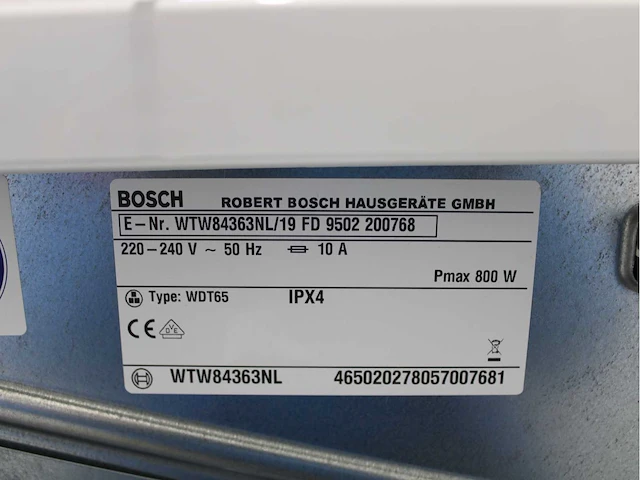 BOSCH ROBERT BOSCH HAUSGERÄTE GMBH
E-Nr. WTW84363NL/19 FD 9502 200768
220-240 V ~ 50 Hz 10 A
Pmax 800 W
Type: WDT65 IPX4
CE VDE
WTW84363NL 465020278057007681